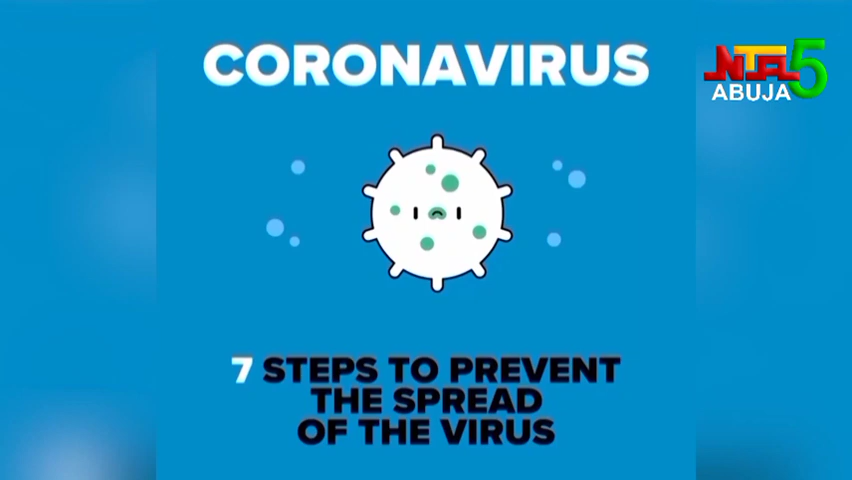 CORONAVIRUS
NTA 5
ABUJA
7 STEPS TO PREVENT
THE SPREAD
OF THE VIRUS